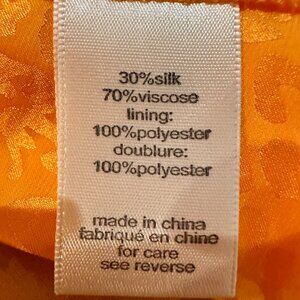 30%silk
70%viscose
lining:
100%polyester
doublure:
100%polyester
made in china
fabriqué en chine
for care
see reverse